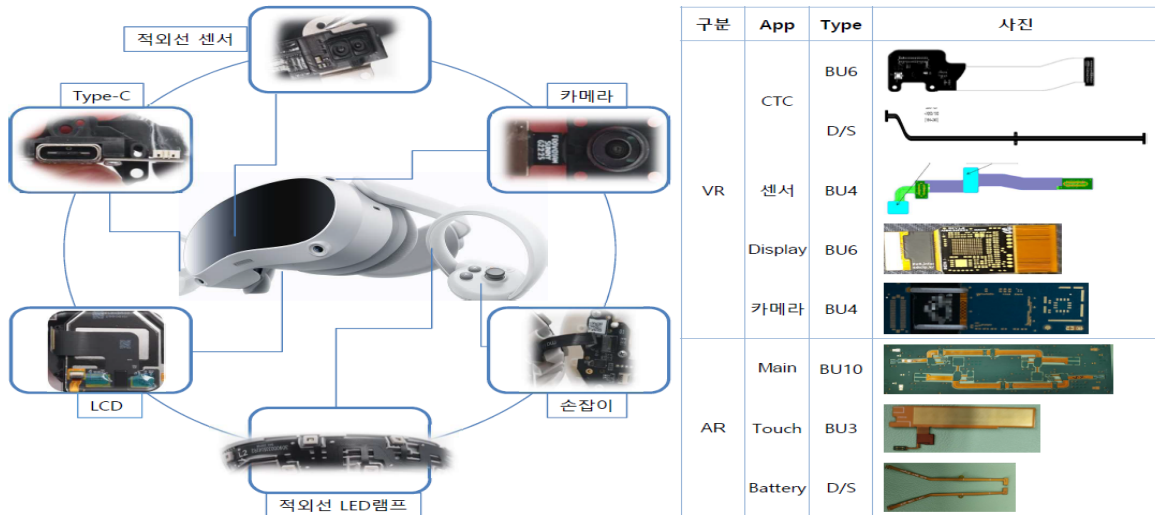 적외선 센서
Type-C
카메라
LCD
손잡이
적외선 LED램프
구분 App Type 사진
VR
CTC
BU6
D/S
센서 BU4
Display BU6
카메라 BU4
AR
Main BU10
Touch BU3
Battery D/S